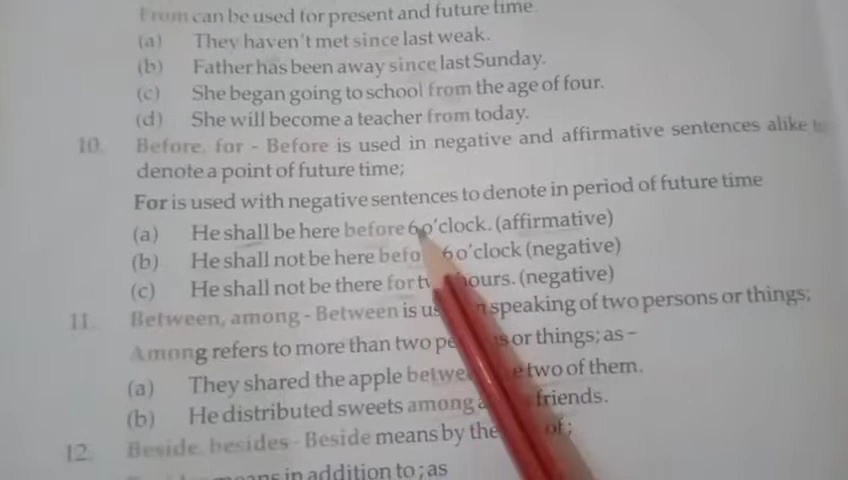 From can be used for present and future time.
(a) They haven't met since last weak.
(b) Father has been away since last Sunday.
(c) She began going to school from the age of four.
(d) She will become a teacher from today.
10. Before, for - Before is used in negative and affirmative sentences alike to
denote a point of future time;
For is used with negative sentences to denote in period of future time
(a) He shall be here before 6 o'clock. (affirmative)
(b) He shall not be here 6 o'clock (negative)
(c) He shall not be there for hours. (negative)
11. Between, among - Between is speaking of two persons or things;
Among refers to more than two or things; as –
(a) They shared the apple two of them.
(b) He distributed sweets among friends.
12. Beside, besides - Beside means by the of;
means in addition to; as